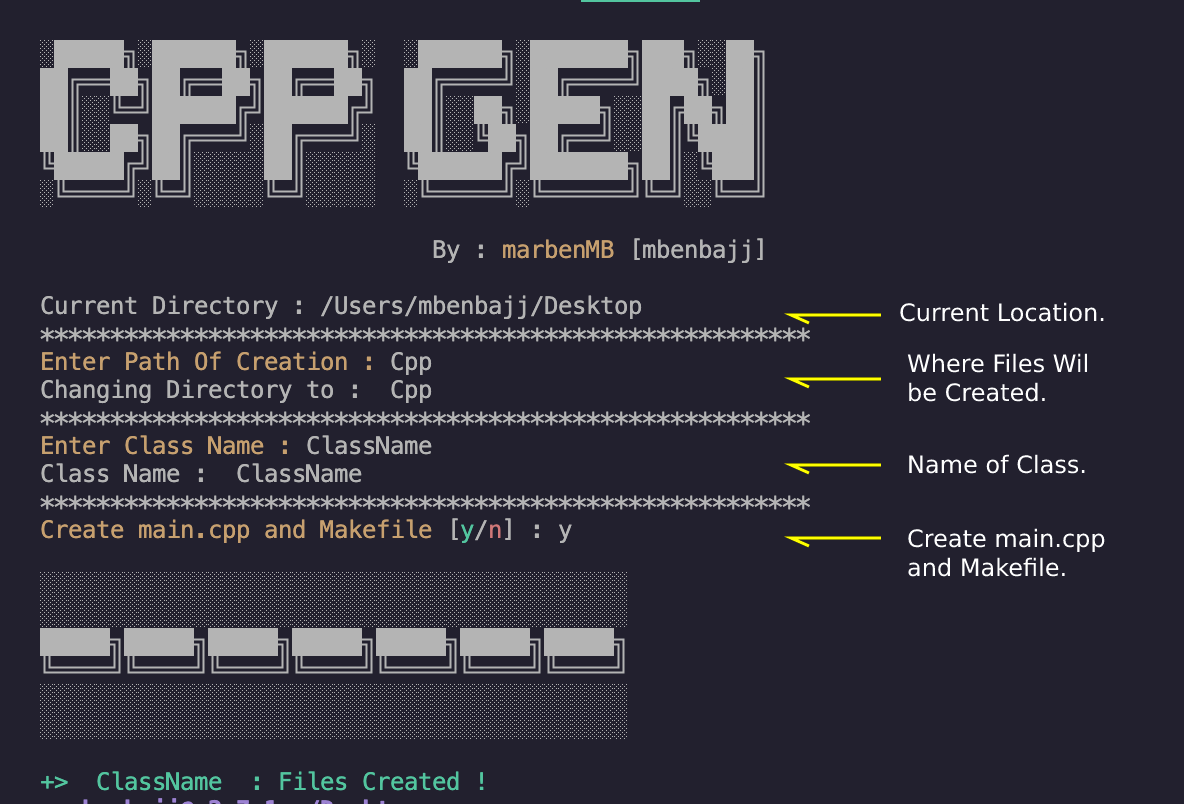 CPP GEN
By : marbenMB [mbenbajj]
Current Directory : /Users/mbenbajj/Desktop
Current Location.
*******************************************************
Enter Path Of Creation : Cpp
Changing Directory to :  Cpp
Where Files Wil
be Created.
*******************************************************
Enter Class Name : ClassName
Class Name :  ClassName
Name of Class.
*******************************************************
Create main.cpp and Makefile [y/n] : y
Create main.cpp
and Makefile.
+>  ClassName  : Files Created !